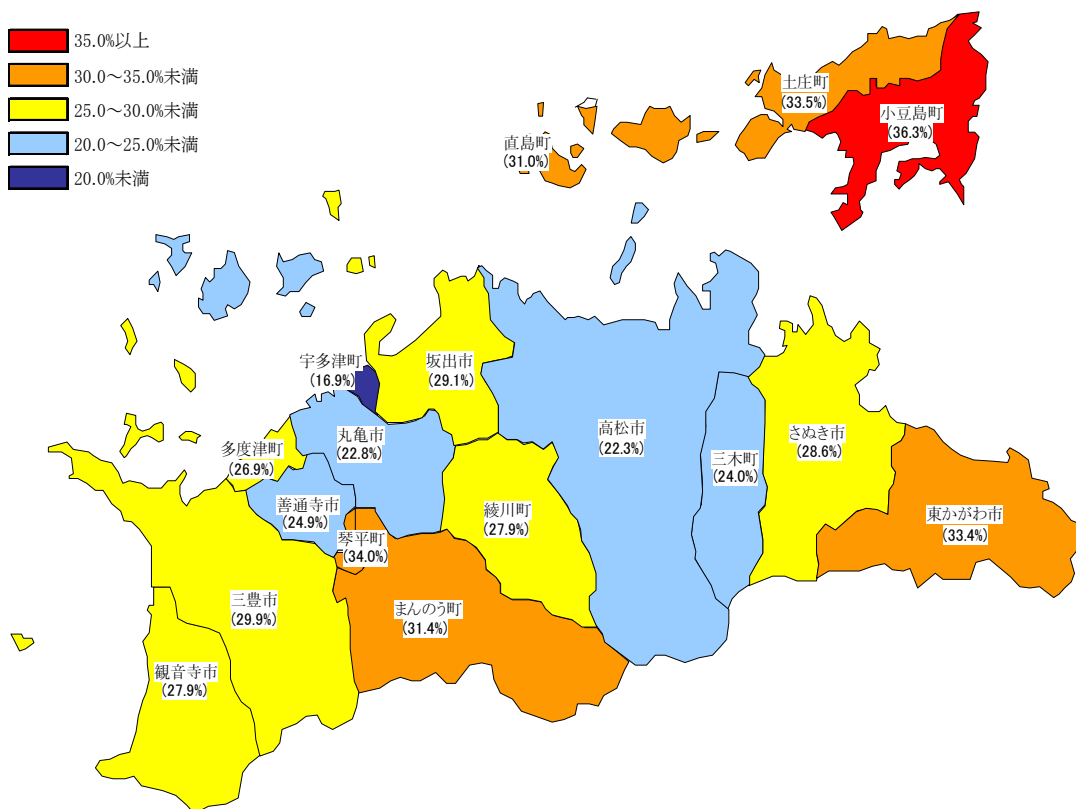 35.0%以上
30.0～35.0%未満
25.0～30.0%未満
20.0～25.0%未満
20.0%未満
土庄町
(33.5%)
小豆島町
(36.3%)
直島町
(31.0%)
宇多津町
(16.9%)
坂出市
(29.1%)
丸亀市
(22.8%)
高松市
(22.3%)
さぬき市
(28.6%)
多度津町
(26.9%)
三木町
(24.0%)
善通寺市
(24.9%)
綾川町
(27.9%)
東かがわ市
(33.4%)
琴平町
(34.0%)
三豊市
(29.9%)
まんのう町
(31.4%)
観音寺市
(27.9%)